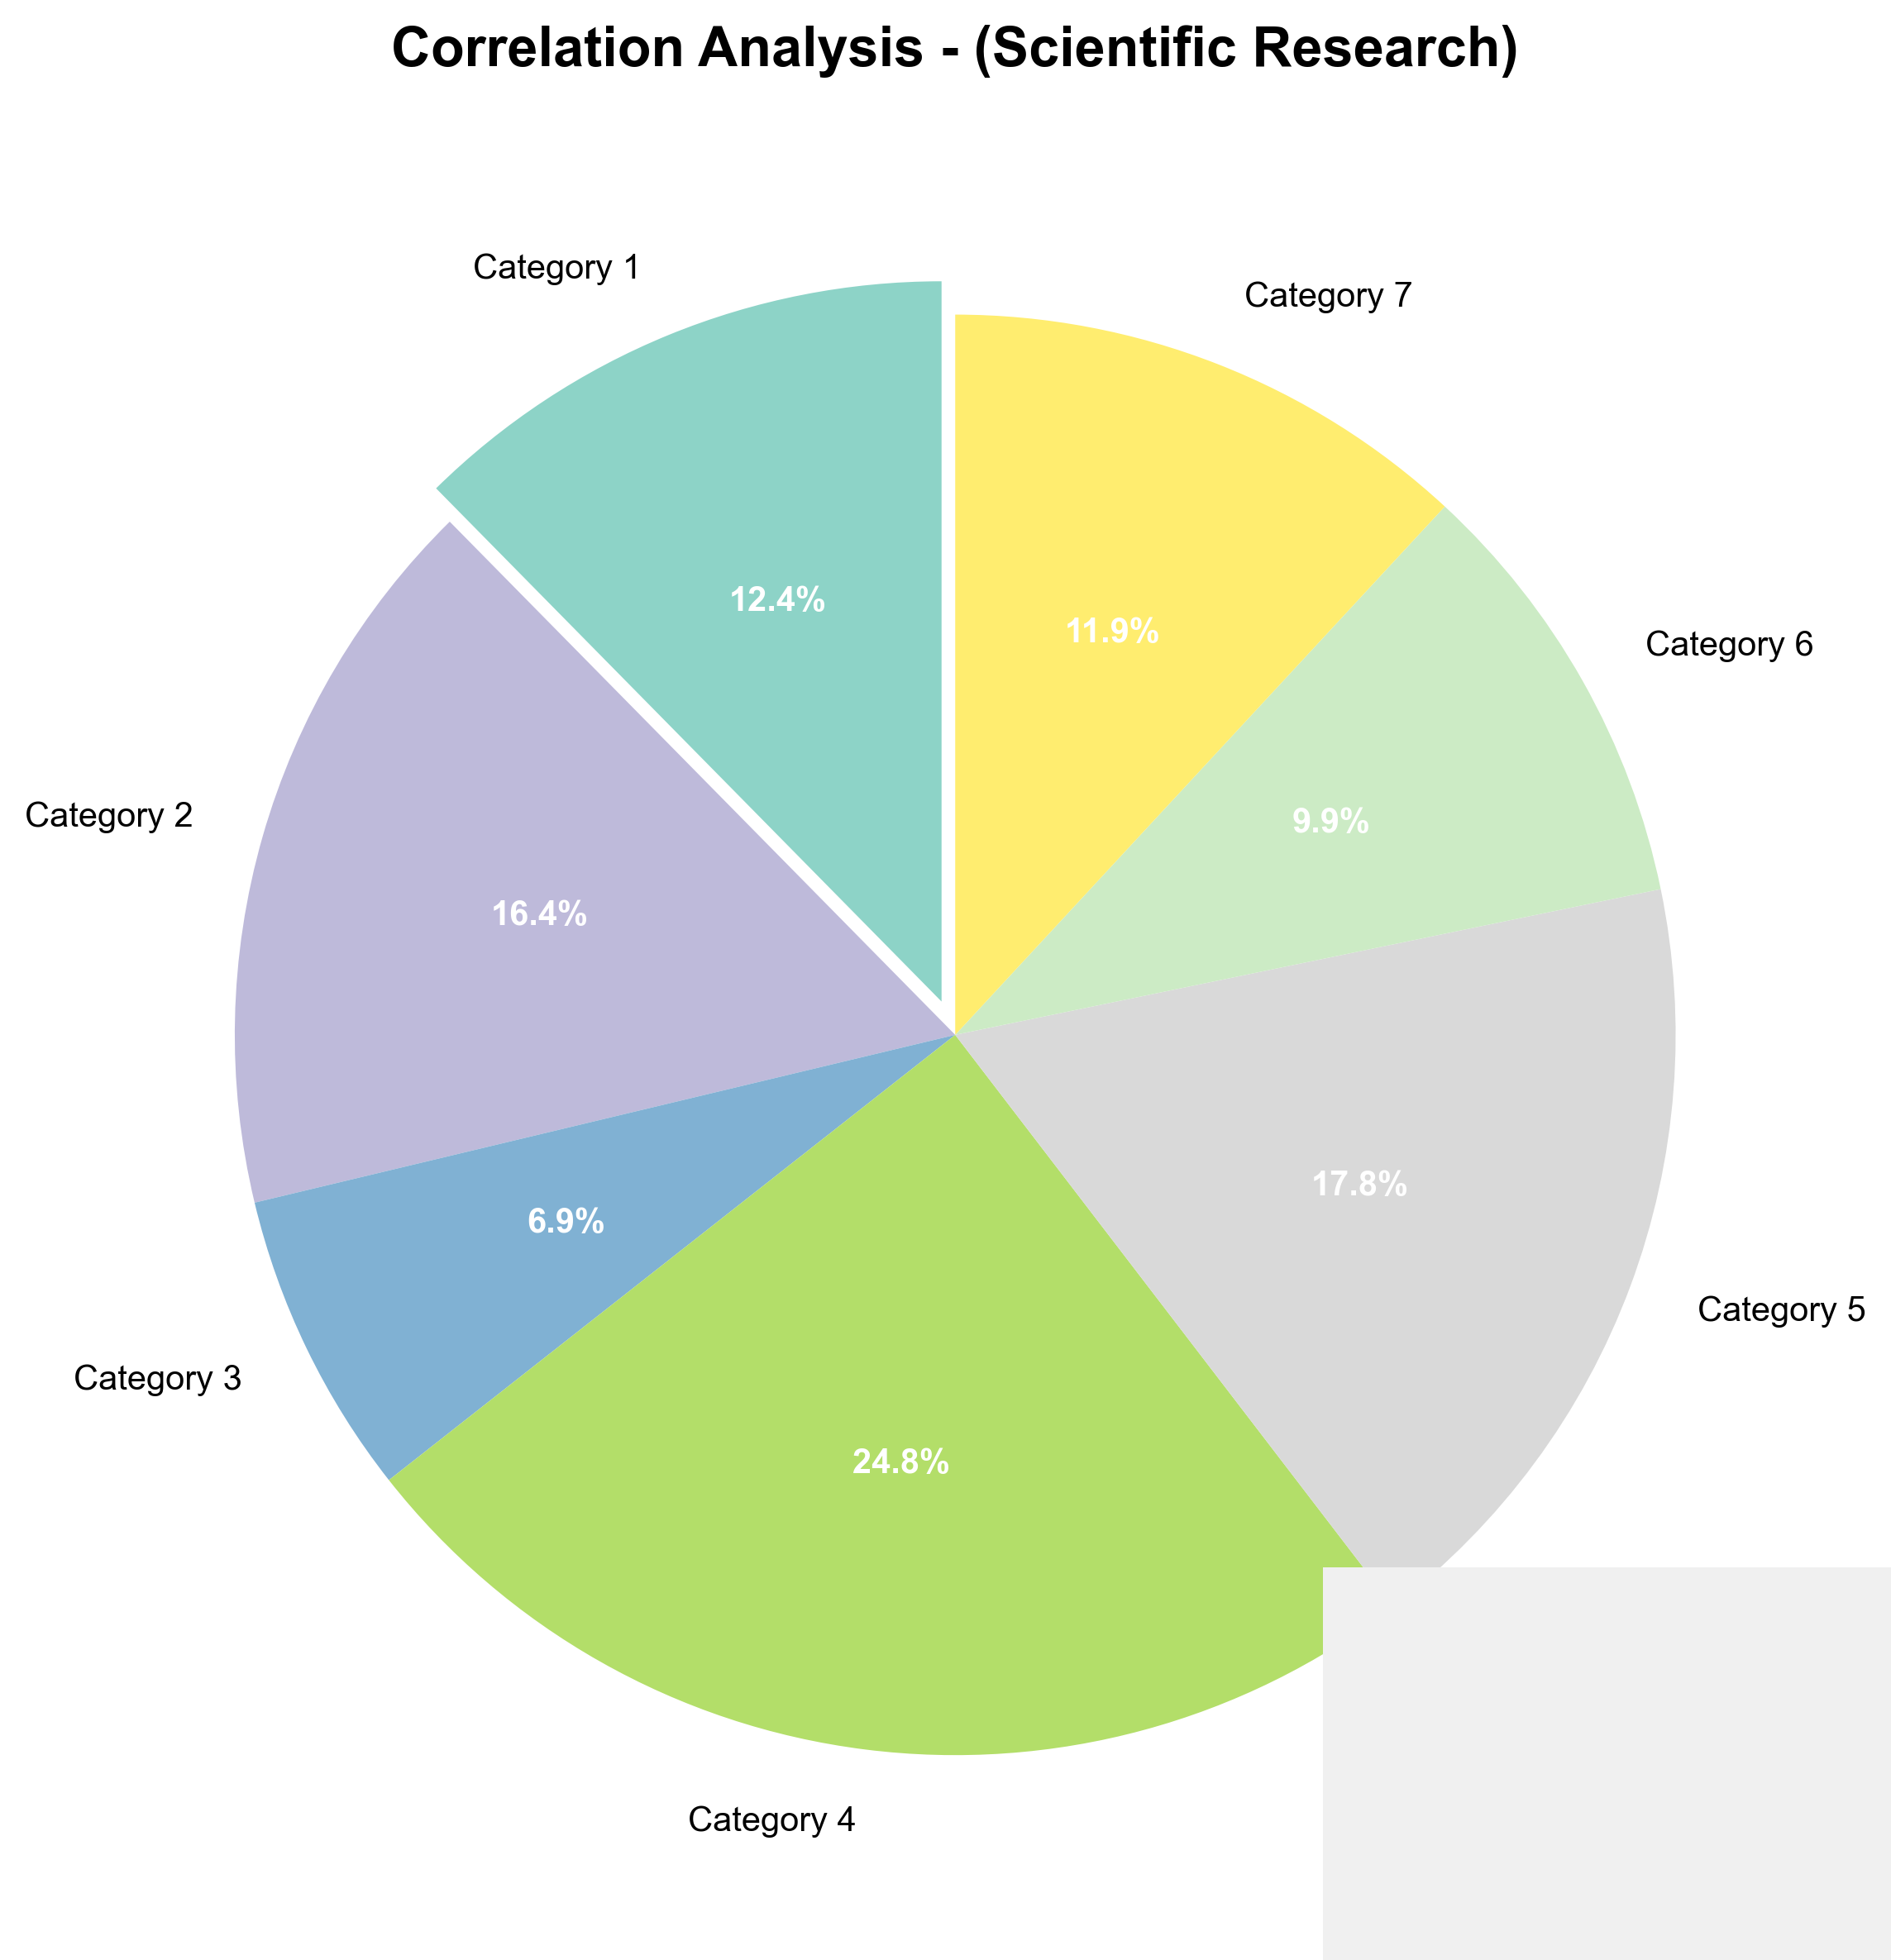 Correlation Analysis - (Scientific Research)
Category 1
Category 7
12.4%
11.9%
Category 6
Category 2
9.9%
16.4%
17.8%
6.9%
Category 5
Category 3
24.8%
Category 4